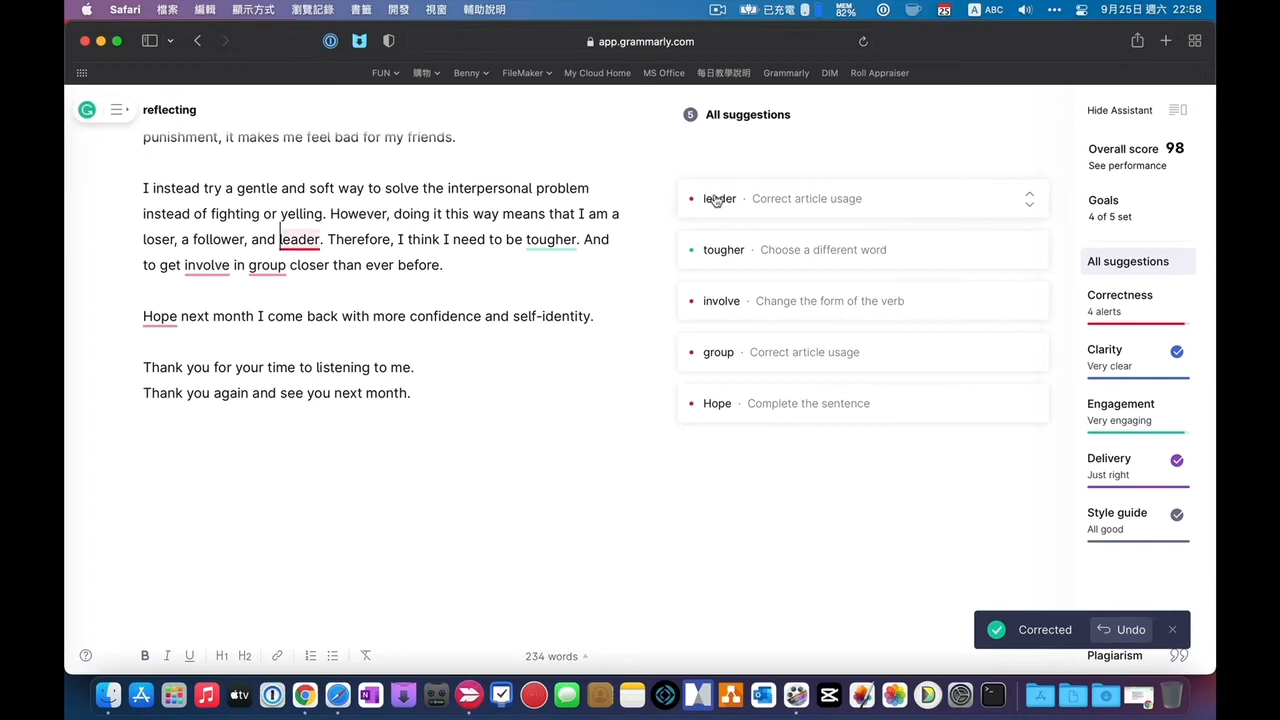 Safari 檔案 編輯 顯示方式 瀏覽記錄 書籤 開發 視窗 輔助說明 已充電 MEM 82% 25 A ABC 9月25日 週六 22:58
app.grammarly.com
FUN 購物 Benny FileMaker My Cloud Home MS Office 每日教學說明 Grammarly DIM Roll Appraiser
reflecting
punishment, it makes me feel bad for my friends.
I instead try a gentle and soft way to solve the interpersonal problem
instead of fighting or yelling. However, doing it this way means that I am a
loser, a follower, and leader. Therefore, I think I need to be tougher. And
to get involve in group closer than ever before.
Hope next month I come back with more confidence and self-identity.
Thank you for your time to listening to me.
Thank you again and see you next month.
B I U H1 H2
234 words
5 All suggestions
leader · Correct article usage
tougher · Choose a different word
involve · Change the form of the verb
group · Correct article usage
Hope · Complete the sentence
Hide Assistant
Overall score 98
See performance
Goals
4 of 5 set
All suggestions
Correctness
4 alerts
Clarity
Very clear
Engagement
Very engaging
Delivery
Just right
Style guide
All good
Corrected Undo
Plagiarism
tv